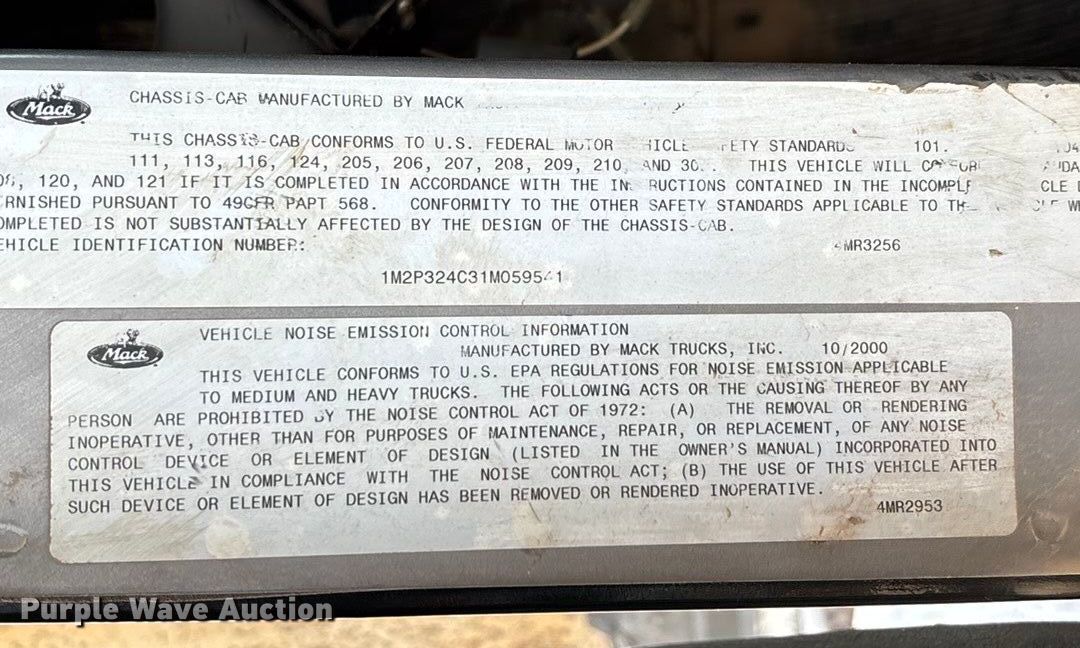 Mack
CHASSIS-CAB MANUFACTURED BY MACK
THIS CHASSIS-CAB CONFORMS TO U.S. FEDERAL MOTOR STANDARDS 101.
111, 113, 116, 124, 205, 206, 207, 208, 209, 210, AND THIS VEHICLE WILL
120, AND 121 IF IT IS COMPLETED IN ACCORDANCE WITH THE INSTRUCTIONS CONTAINED IN THE
PURSUANT TO 49CFR PART 568. CONFORMITY TO THE OTHER SAFETY STANDARDS APPLICABLE TO
IS NOT SUBSTANTIALLY AFFECTED BY THE DESIGN OF THE CHASSIS-CAB.
EHICLE IDENTIFICATION NUMBER: 4MR3256
Mack
VEHICLE NOISE EMISSION CONTROL INFORMATION
MANUFACTURED BY MACK TRUCKS, INC. 10/2000
THIS VEHICLE CONFORMS TO U.S. EPA REGULATIONS FOR NOISE EMISSION APPLICABLE
TO MEDIUM AND HEAVY TRUCKS. THE FOLLOWING ACTS OR THE CAUSING THEREOF BY ANY
PERSON ARE PROHIBITED BY THE NOISE CONTROL ACT OF 1972: (A) THE REMOVAL OR RENDERING
INOPERATIVE, OTHER THAN FOR PURPOSES OF MAINTENANCE, REPAIR, OR REPLACEMENT, OF ANY NOISE
CONTROL DEVICE OR ELEMENT OF DESIGN (LISTED IN THE OWNER'S MANUAL) INCORPORATED INTO
THIS VEHICLE IN COMPLIANCE WITH THE NOISE CONTROL ACT; (B) THE USE OF THIS VEHICLE AFTER
SUCH DEVICE OR ELEMENT OF DESIGN HAS BEEN REMOVED OR RENDERED INOPERATIVE.
4MR2953
Purple Wave Auction